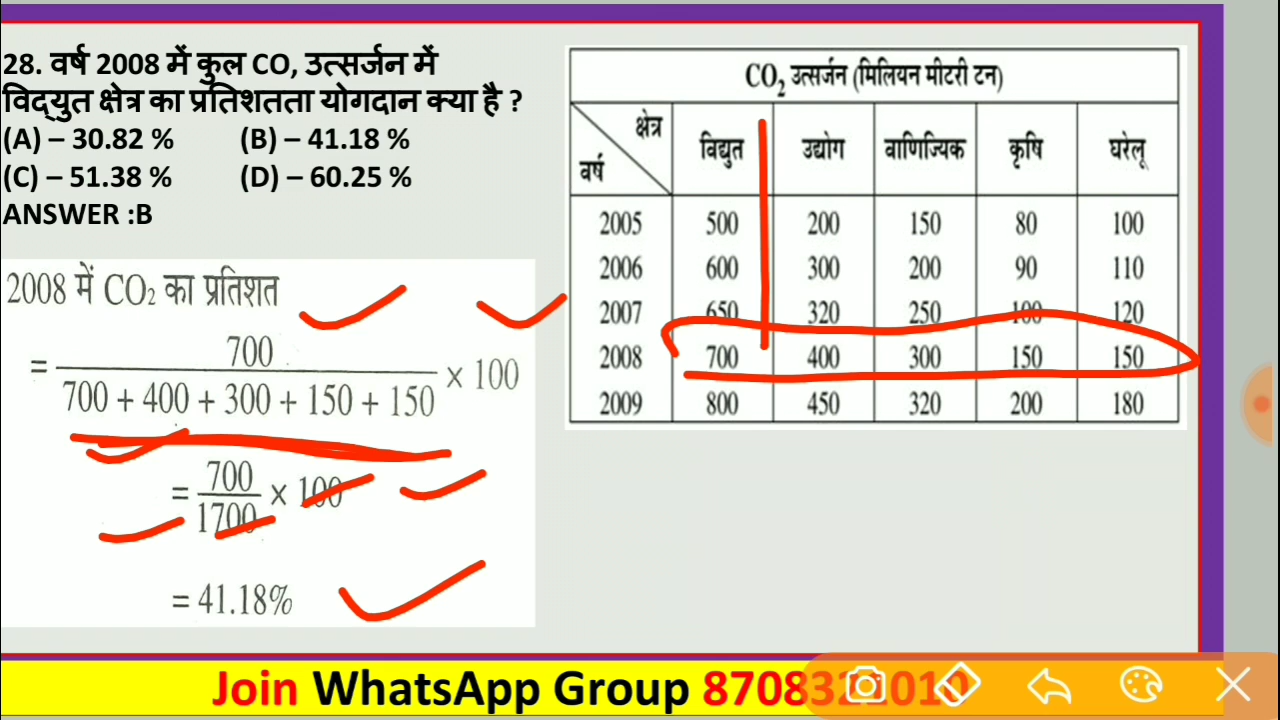 28. वर्ष 2008 में कुल CO, उत्सर्जन में
विद्युत क्षेत्र का प्रतिशतता योगदान क्या है ?
(A) – 30.82 % (B) – 41.18 %
(C) – 51.38 % (D) – 60.25 %
ANSWER :B
2008 में CO₂ का प्रतिशत
= 700 / 700 + 400 + 300 + 150 + 150 × 100
= 700 / 1700 × 100
= 41.18%
CO₂ उत्सर्जन (मिलियन मीटरी टन)
क्षेत्र वर्ष विद्युत उद्योग वाणिज्यिक कृषि घरेलू
2005 500 200 150 80 100
2006 600 300 200 90 110
2007 650 320 250 100 120
2008 700 400 300 150 150
2009 800 450 320 200 180
Join WhatsApp Group